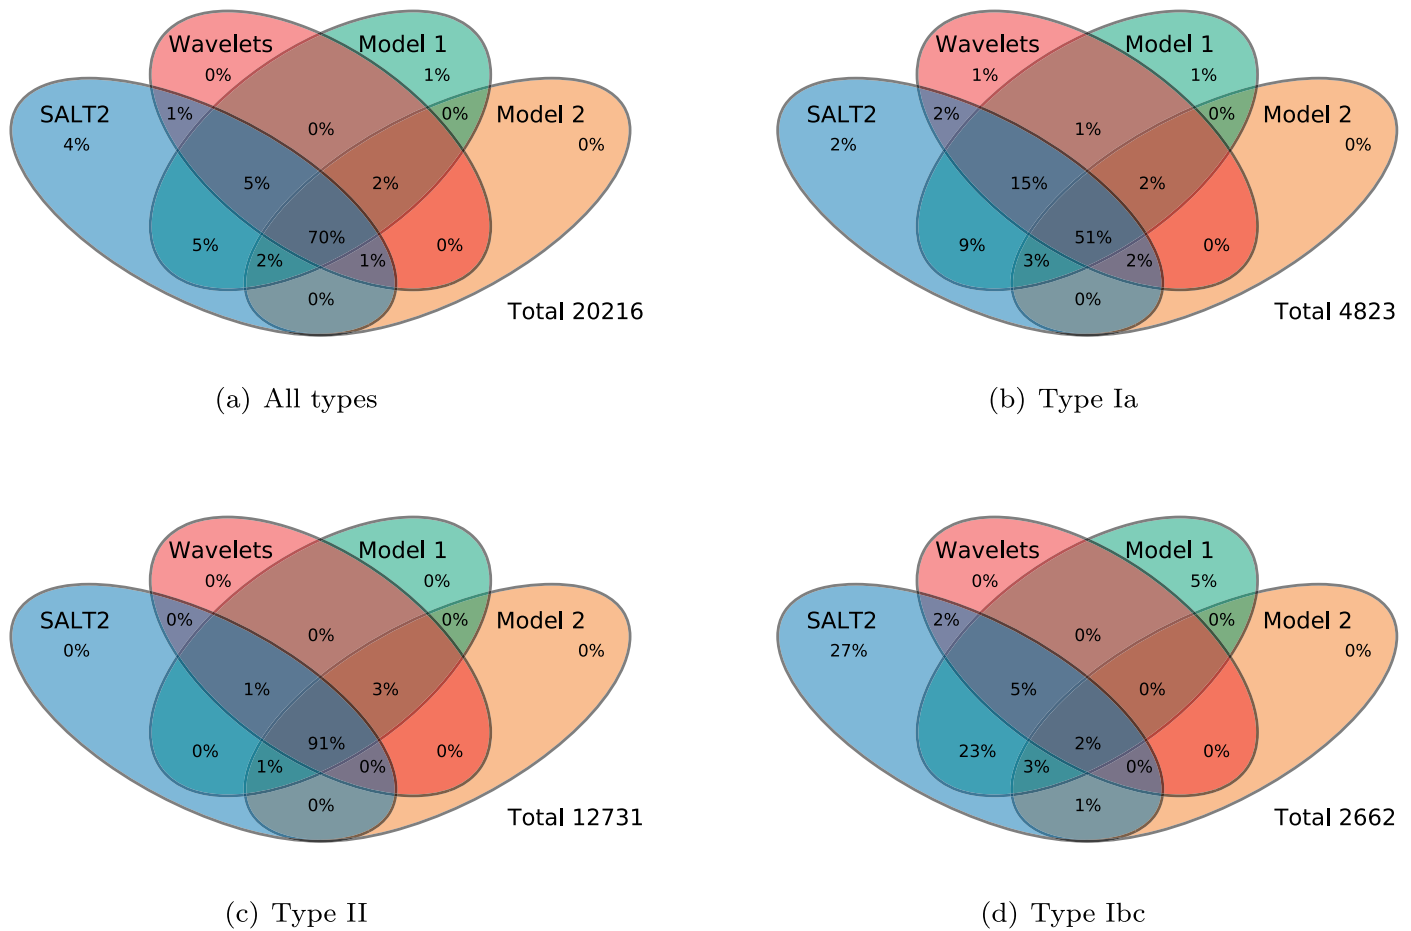 Wavelets Model 1 Wavelets Model 1
0% 1% 1% 1%
SALT2 1% 0% Model 2 SALT2 2% 0% Model 2
4% 0% 0% 2% 1% 0%
5% 2% 15% 2%
5% 70% 0% 9% 51% 0%
2% 1% 3% 2%
0% 0%
Total 20216 Total 4823
(a) All types (b) Type Ia
Wavelets Model 1 Wavelets Model 1
0% 0% 0% 5%
SALT2 0% 0% Model 2 SALT2 2% 0% Model 2
0% 0% 0% 27% 0% 0%
1% 3% 5% 0%
0% 91% 0% 23% 2% 0%
1% 0% 3% 0%
0% 1%
Total 12731 Total 2662
(c) Type II (d) Type Ibc